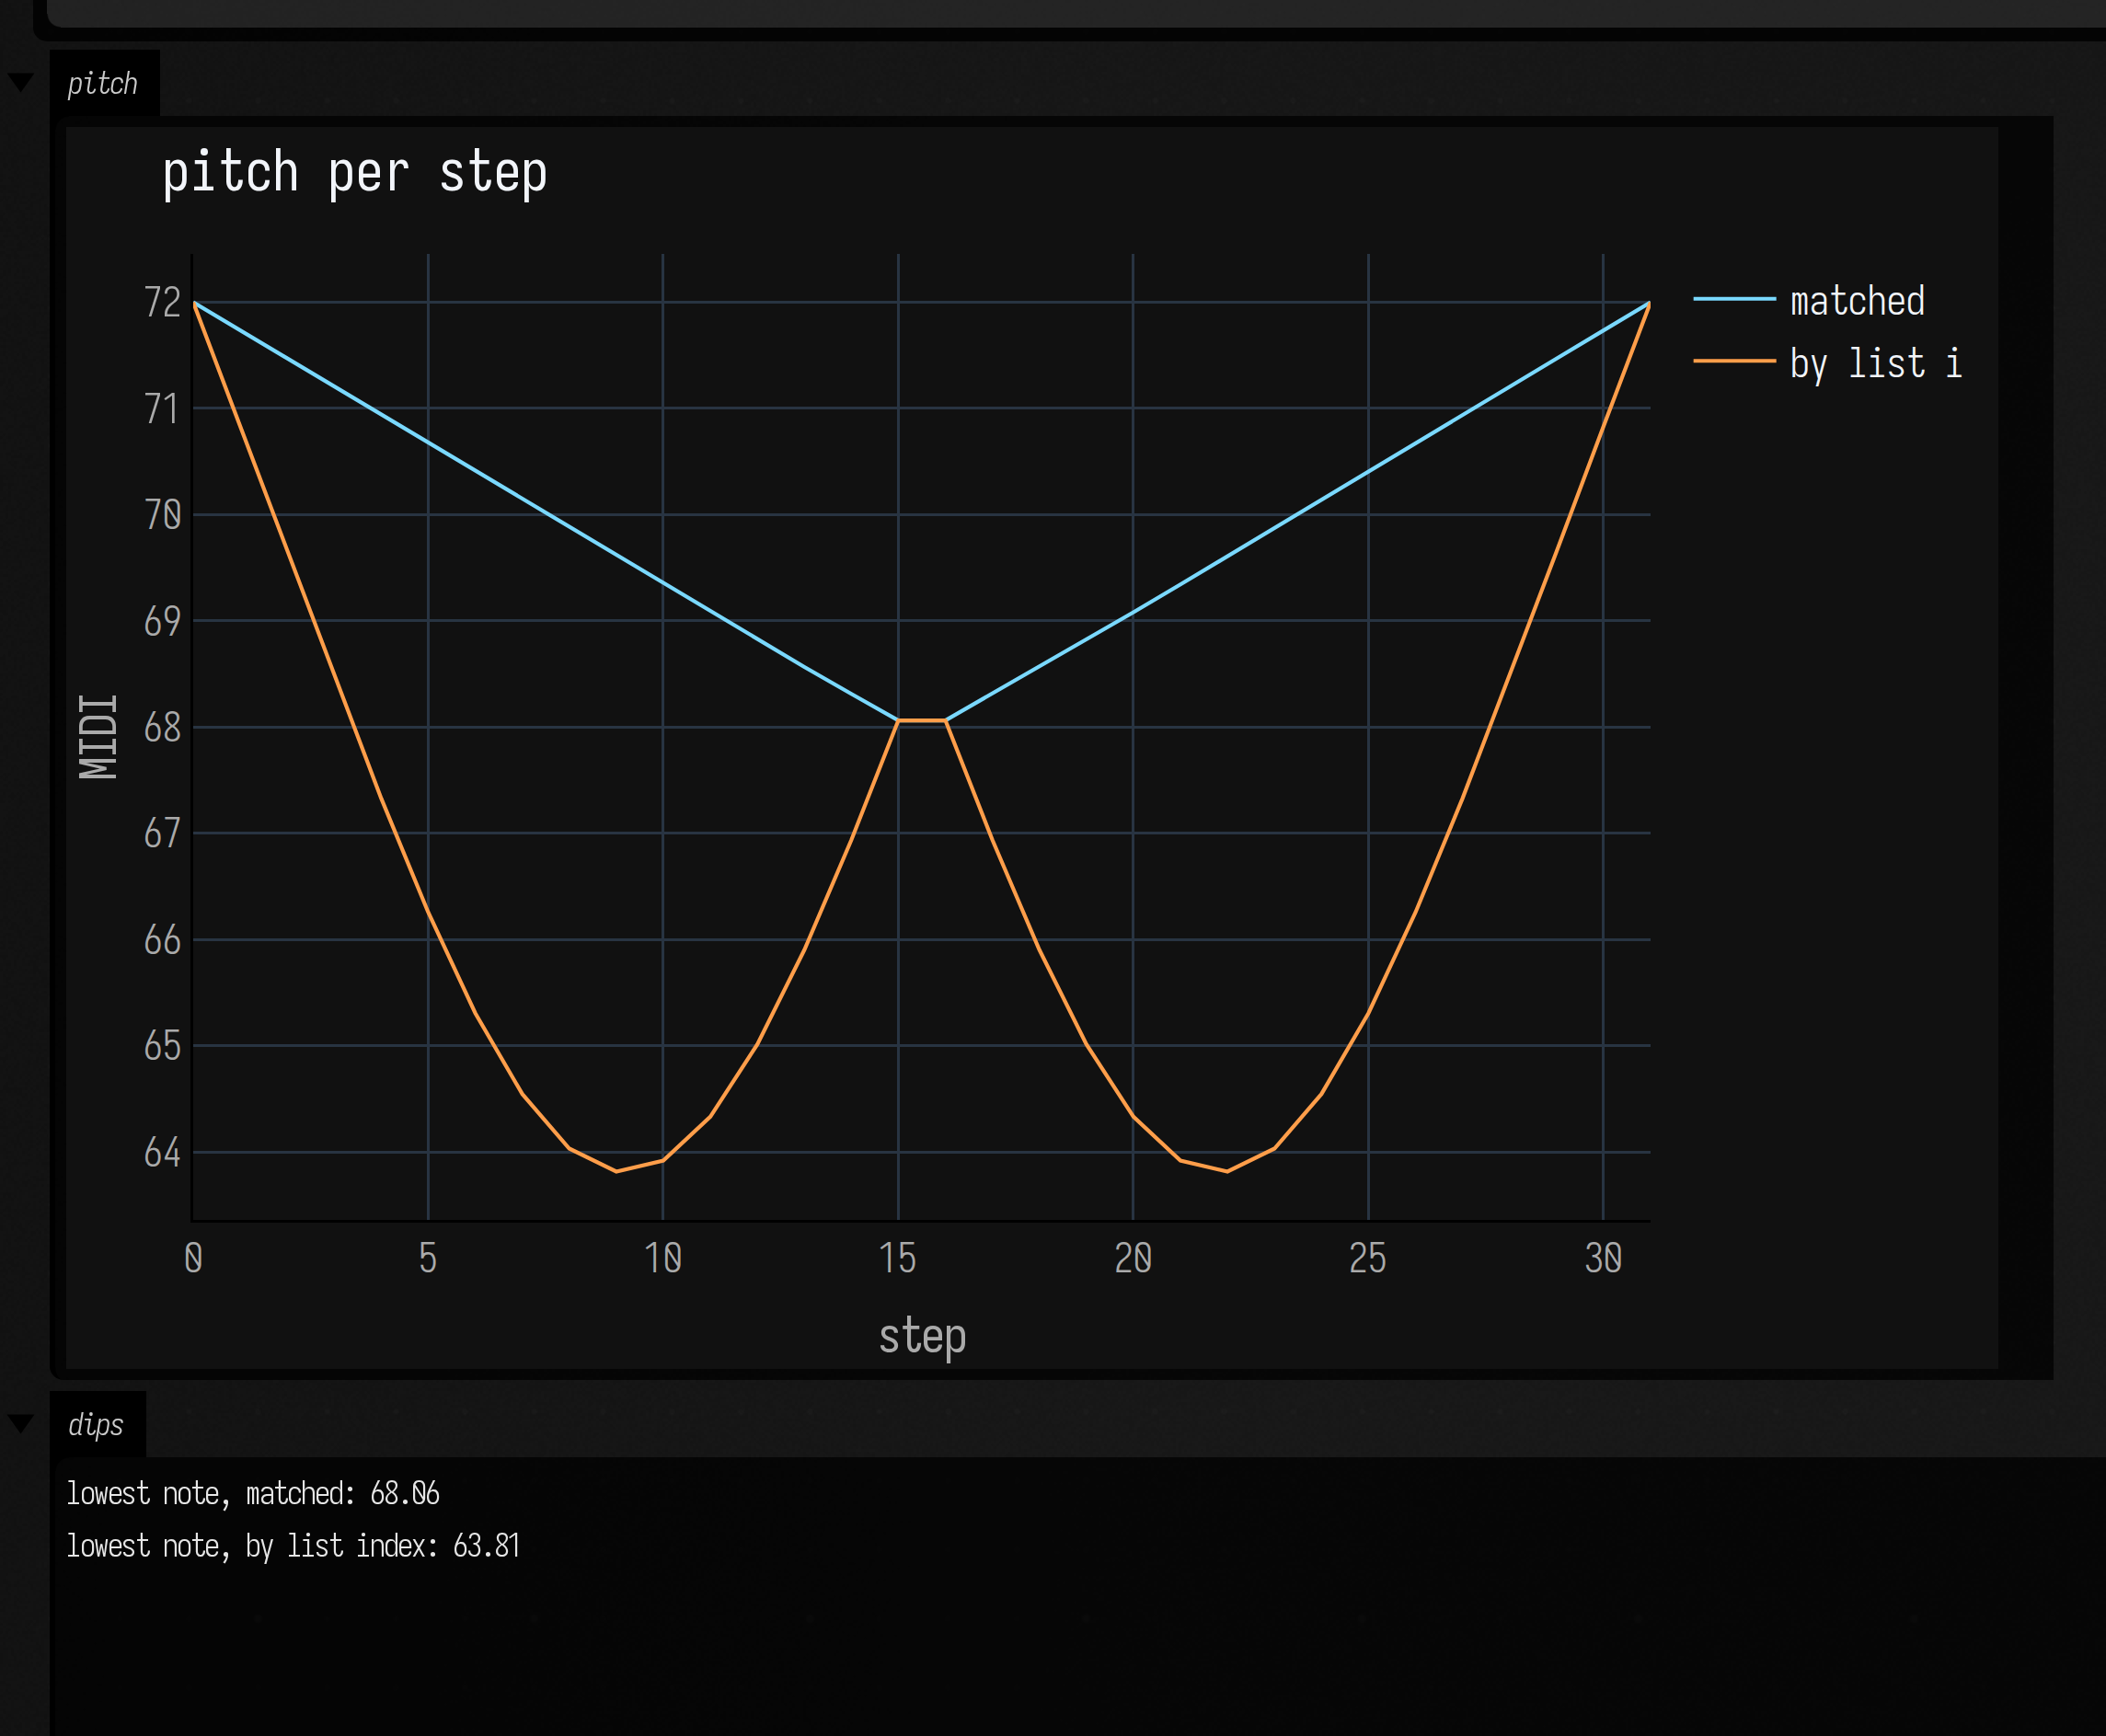 pitch
pitch per step
72
71
70
69
68
67
66
65
64
MIDI
0 5 10 15 20 25 30
step
matched
by list i
dips
lowest note, matched: 68.06
lowest note, by list index: 63.81